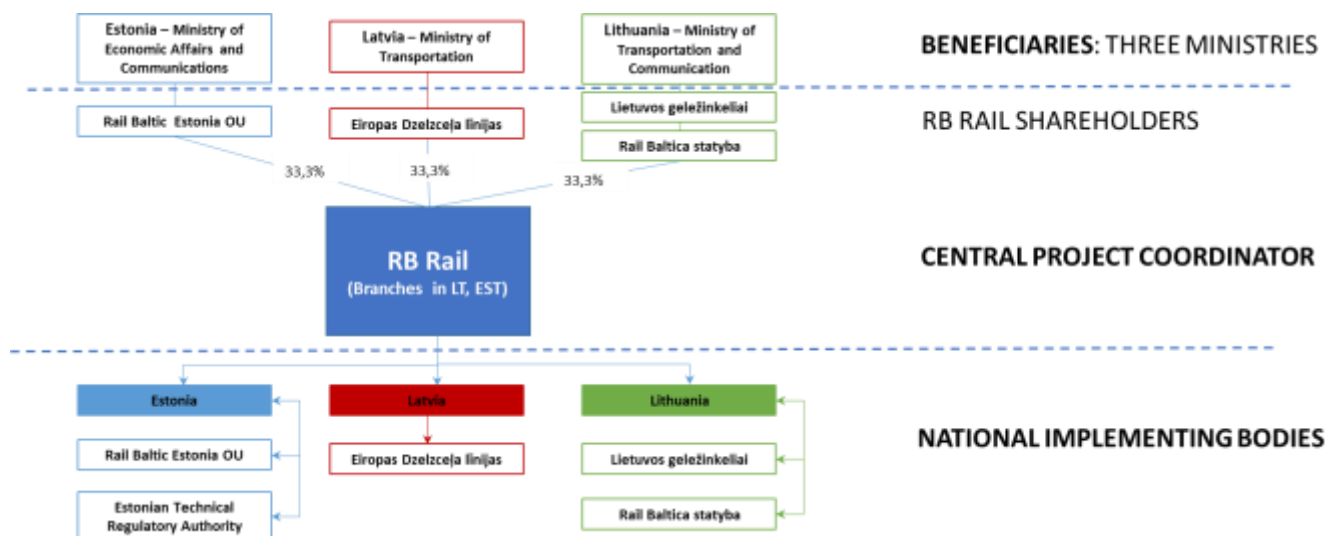 Estonia – Ministry of
Economic Affairs and
Communications
Latvia – Ministry of
Transportation
Lithuania – Ministry of
Transportation and
Communication
BENEFICIARIES: THREE MINISTRIES
Rail Baltic Estonia OU
Eiropas Dzelzceļa līnijas
Lietuvos geležinkeliai
Rail Baltica statyba
RB RAIL SHAREHOLDERS
33,3%
33,3%
33,3%
RB Rail
(Branches in LT, EST)
CENTRAL PROJECT COORDINATOR
Estonia
Latvia
Lithuania
Rail Baltic Estonia OU
Eiropas Dzelzceļa līnijas
Lietuvos geležinkeliai
NATIONAL IMPLEMENTING BODIES
Estonian Technical
Regulatory Authority
Rail Baltica statyba